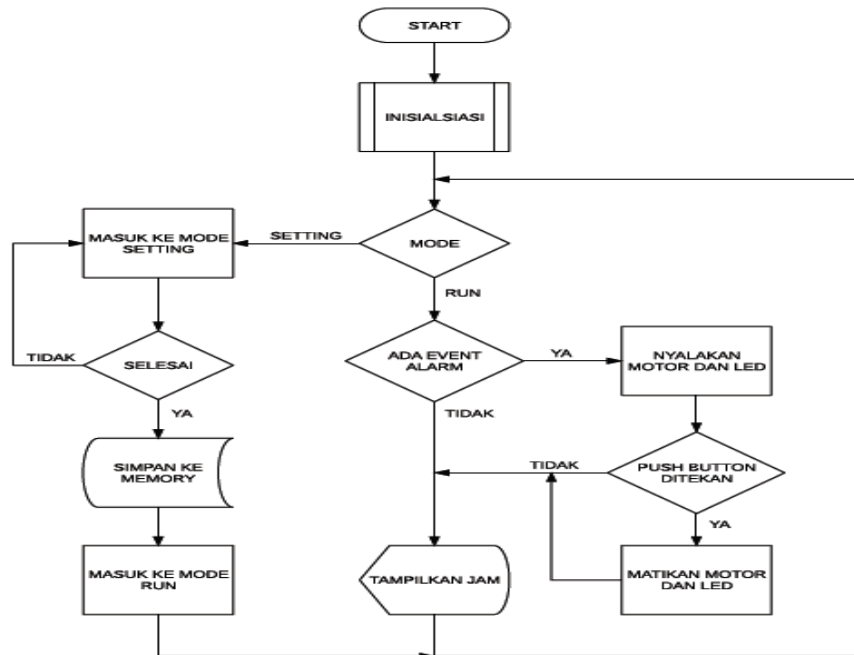 START
INISIALSIASI
MODE
SETTING
MASUK KE MODE
SETTING
RUN
TIDAK
SELESAI
YA
ADA EVENT
ALARM
YA
NYALAKAN
MOTOR DAN LED
TIDAK
SIMPAN KE
MEMORY
TIDAK
PUSH BUTTON
DITEKAN
YA
MASUK KE MODE
RUN
TAMPILKAN JAM
MATIKAN MOTOR
DAN LED